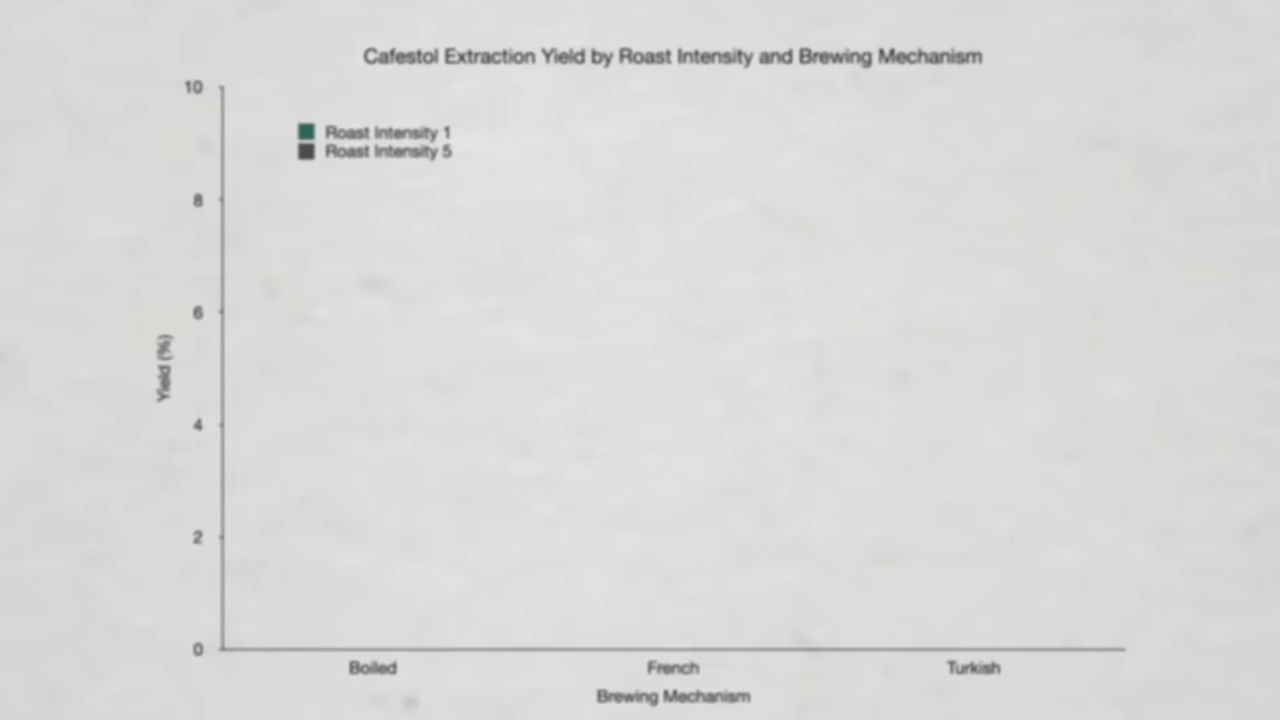 Cafestol Extraction Yield by Roast Intensity and Brewing Mechanism
10
Roast Intensity 1
Roast Intensity 5
8
6
Yield (%)
4
2
0
Boiled French Turkish
Brewing Mechanism